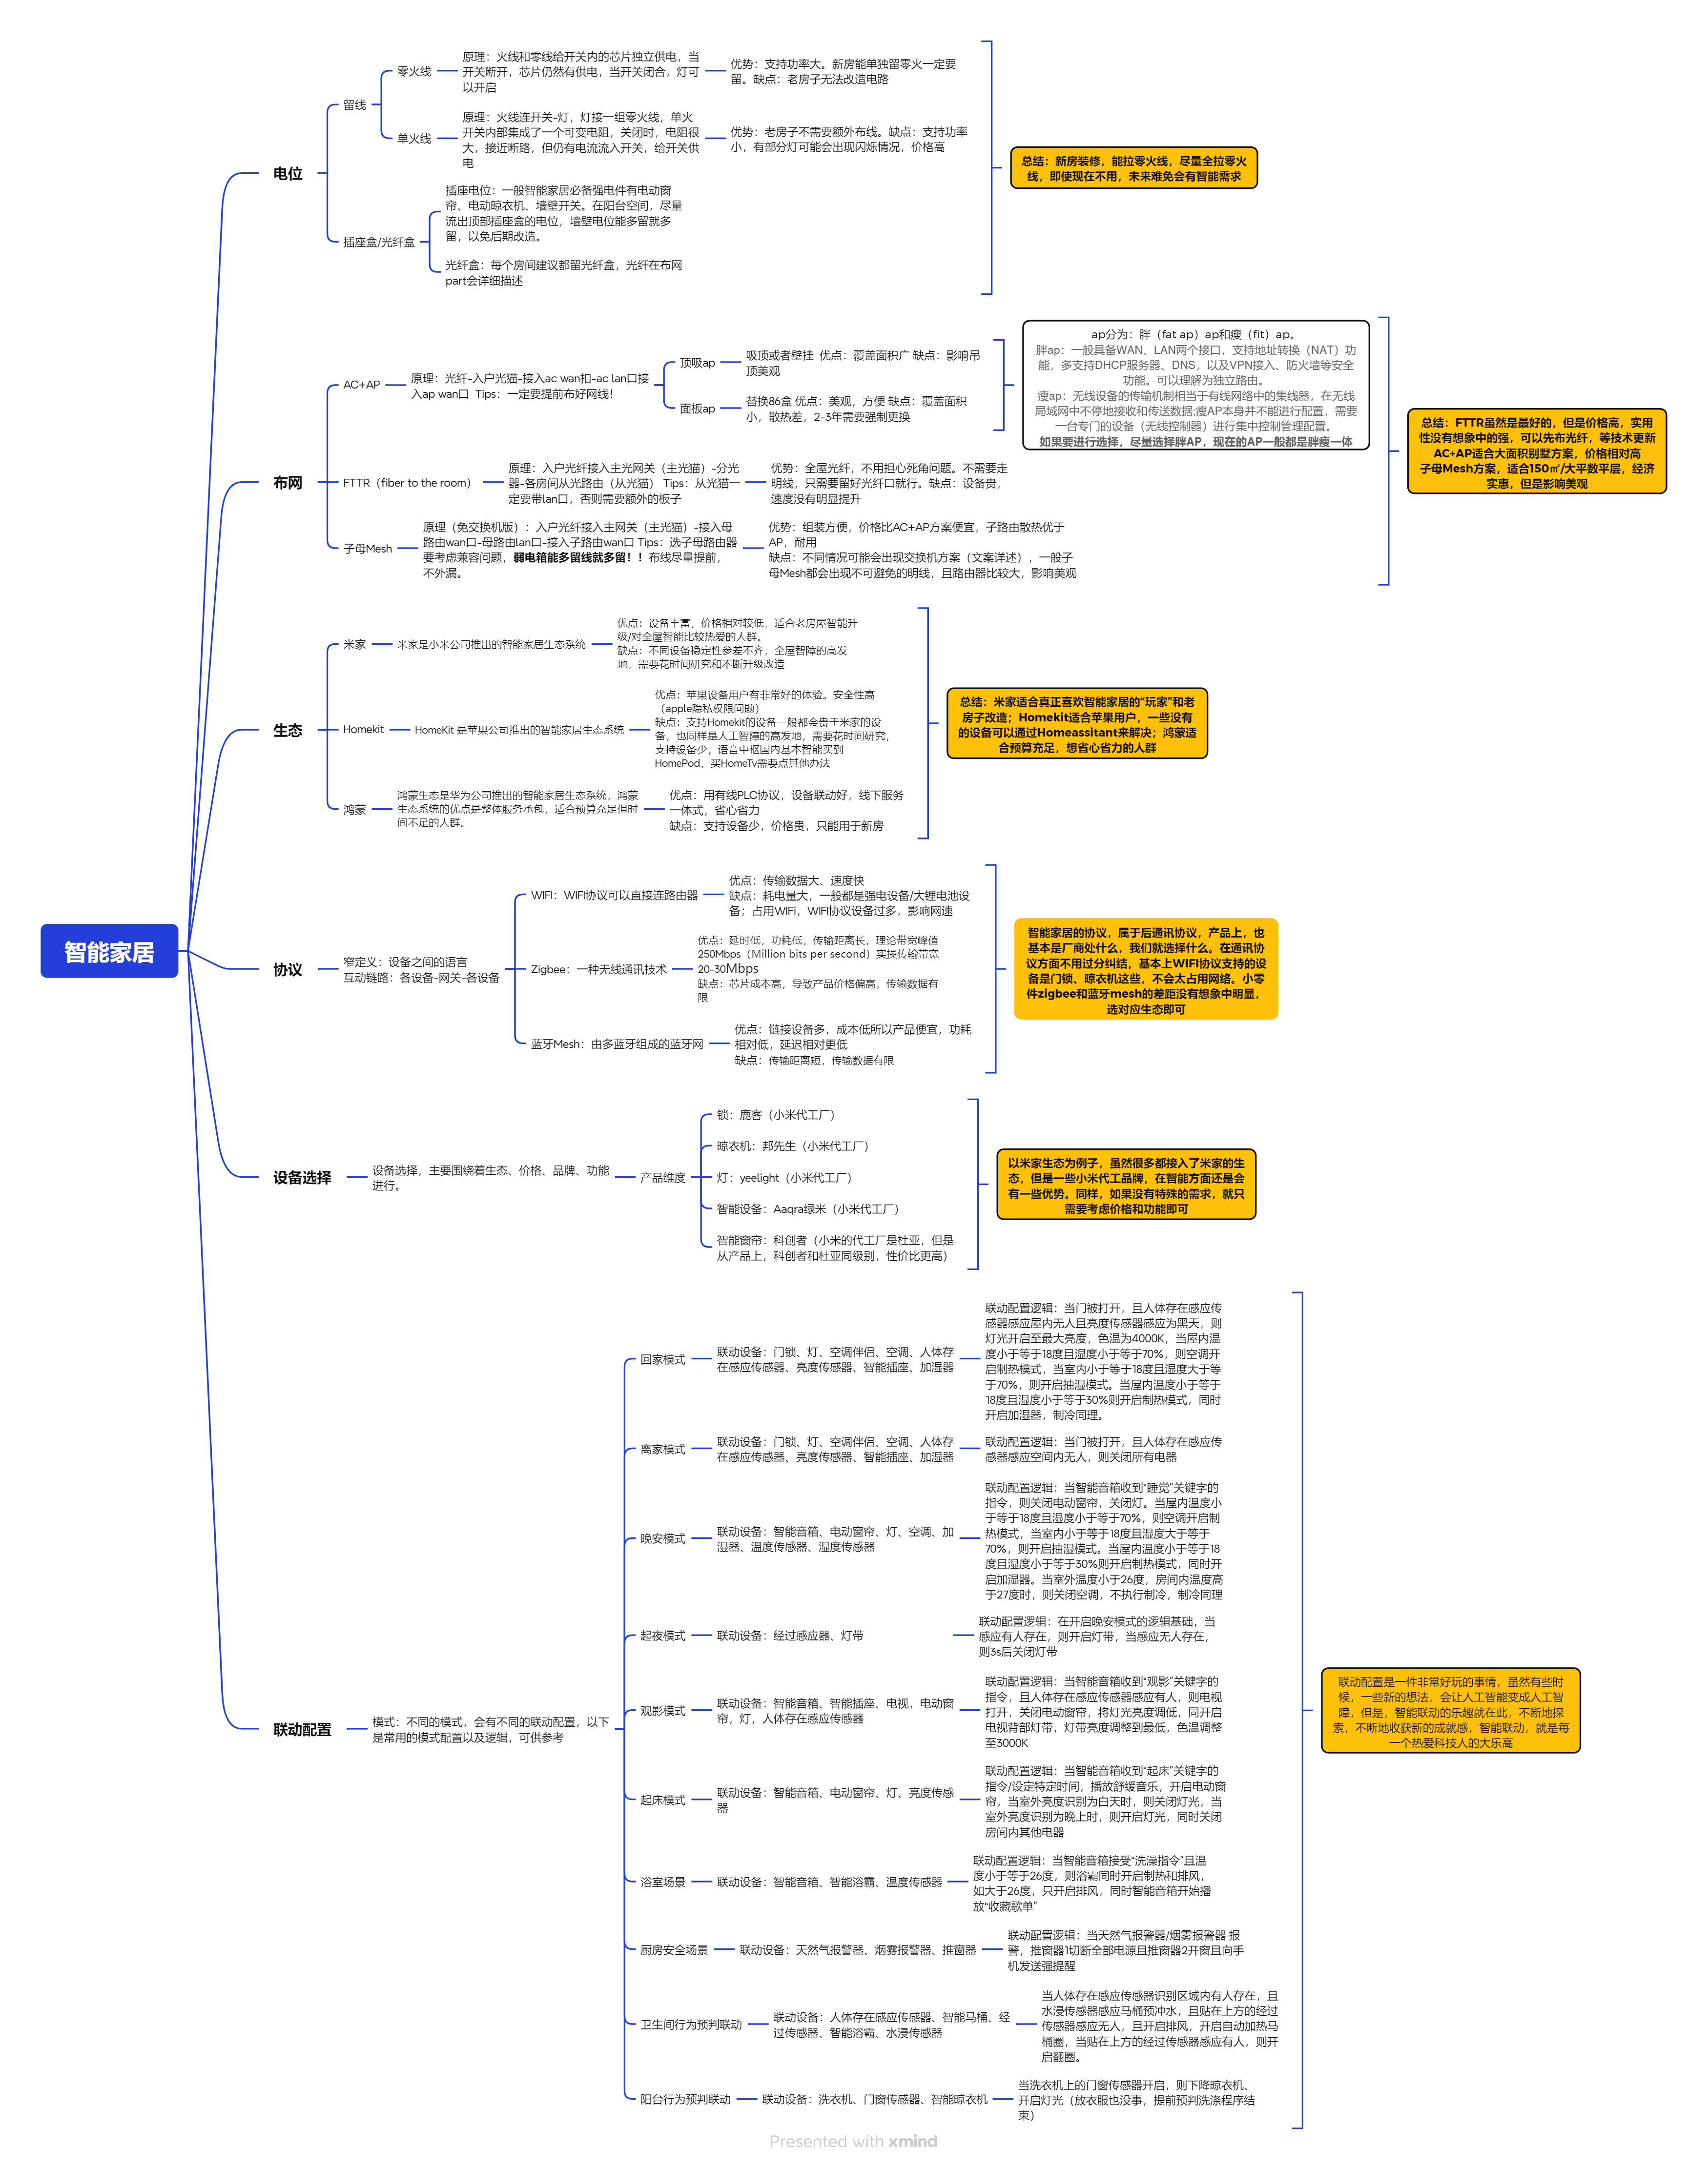 智能家居
电位
留线
零火线
原理：火线和零线给开关内的芯片独立供电，当
开关断开，芯片仍然有供电，当开关闭合，灯可
以开启
优势：支持功率大。新房能单独留零火一定要
留。缺点：老房子无法改造电路
单火线
原理：火线连开关-灯，灯接一组零火线，单火
开关内部集成了一个可变电阻，关闭时，电阻很
大，接近断路，但仍有电流流入开关，给开关供
电
优势：老房子不需要额外布线。缺点：支持功率
小，有部分灯可能会出现闪烁情况，价格高
插座盒/光纤盒
插座电位：一般智能家居必备强电件有电动窗
帘、电动晾衣机、墙壁开关。在阳台空间，尽量
流出顶部插座盒的电位，墙壁电位能多留就多
留，以免后期改造。
光纤盒：每个房间建议都留光纤盒，光纤在布网
part会详细描述
总结：新房装修，能拉零火线，尽量全拉零火
线，即使现在不用，未来难免会有智能需求
布网
AC+AP
原理：光纤-入户光猫-接入ac wan扣-ac lan口接
入ap wan口 Tips：一定要提前布好网线！
顶吸ap
吸顶或者壁挂 优点：覆盖面积广 缺点：影响吊
顶美观
面板ap
替换86盒 优点：美观，方便 缺点：覆盖面积
小，散热差，2-3年需要强制更换
ap分为：胖（fat ap）ap和瘦（fit）ap。
胖ap：一般具备WAN、LAN两个接口，支持地址转换（NAT）功
能，多支持DHCP服务器、DNS，以及VPN接入、防火墙等安全
功能。可以理解为独立路由。
瘦ap：无线设备的传输机制相当于有线网络中的集线器，在无线
局域网中不停地接收和传送数据;瘦AP本身并不能进行配置，需要
一台专门的设备（无线控制器）进行集中控制管理配置。
如果要进行选择，尽量选择胖AP，现在的AP一般都是胖瘦一体
FTTR（fiber to the room）
原理：入户光纤接入主光网关（主光猫）-分光
器-各房间从光路由（从光猫） Tips：从光猫一
定要带lan口，否则需要额外的板子
优势：全屋光纤，不用担心死角问题。不需要走
明线，只需要留好光纤口就行。缺点：设备贵，
速度没有明显提升
子母Mesh
原理（免交换机版）：入户光纤接入主网关（主光猫）-接入母
路由wan口-母路由lan口-接入子路由wan口 Tips：选子母路由器
要考虑兼容问题，弱电箱能多留线就多留！！布线尽量提前，
不外漏。
优势：组装方便，价格比AC+AP方案便宜，子路由散热优于
AP，耐用
缺点：不同情况可能会出现交换机方案（文案详述），一般子
母Mesh都会出现不可避免的明线，且路由器比较大，影响美观
总结：FTTR虽然是最好的，但是价格高，实用
性没有想象中的强，可以先布光纤，等技术更新
AC+AP适合大面积别墅方案，价格相对高
子母Mesh方案，适合150㎡/大平数平层，经济
实惠，但是影响美观
生态
米家
米家是小米公司推出的智能家居生态系统
优点：设备丰富，价格相对较低，适合老房屋智能升
级/对全屋智能比较热爱的人群。
缺点：不同设备稳定性参差不齐，全屋智障的高发
地，需要花时间研究和不断升级改造
Homekit
HomeKit 是苹果公司推出的智能家居生态系统
优点：苹果设备用户有非常好的体验。安全性高
（apple隐私权限问题）
缺点：支持Homekit的设备一般都会贵于米家的设
备，也同样是人工智障的高发地，需要花时间研究，
支持设备少，语音中枢国内基本智能买到
HomePod，买HomeTv需要点其他办法
鸿蒙
鸿蒙生态是华为公司推出的智能家居生态系统，鸿蒙
生态系统的优点是整体服务承包，适合预算充足但时
间不足的人群。
优点：用有线PLC协议，设备联动好，线下服务
一体式，省心省力
缺点：支持设备少，价格贵，只能用于新房
总结：米家适合真正喜欢智能家居的“玩家”和老
房子改造；Homekit适合苹果用户，一些没有
的设备可以通过Homeassitant来解决；鸿蒙适
合预算充足，想省心省力的人群
协议
窄定义：设备之间的语言
互动链路：各设备-网关-各设备
WIFI：WIFI协议可以直接连路由器
优点：传输数据大、速度快
缺点：耗电量大，一般都是强电设备/大锂电池设
备；占用WIFi，WIFI协议设备过多，影响网速
Zigbee：一种无线通讯技术
优点：延时低，功耗低，传输距离长，理论带宽峰值
250Mbps（Million bits per second）实操传输带宽
20-30Mbps
缺点：芯片成本高，导致产品价格偏高，传输数据有
限
蓝牙Mesh：由多蓝牙组成的蓝牙网
优点：链接设备多，成本低所以产品便宜，功耗
相对低，延迟相对更低
缺点：传输距离短，传输数据有限
智能家居的协议，属于后通讯协议，产品上，也
基本是厂商处什么，我们就选择什么。在通讯协
议方面不用过分纠结，基本上WIFI协议支持的设
备是门锁、晾衣机这些，不会太占用网络。小零
件zigbee和蓝牙mesh的差距没有想象中明显，
选对应生态即可
设备选择
设备选择，主要围绕着生态、价格、品牌、功能
进行。
产品维度
锁：鹿客（小米代工厂）
晾衣机：邦先生（小米代工厂）
灯：yeelight（小米代工厂）
智能设备：Aaqra绿米（小米代工厂）
智能窗帘：科创者（小米的代工厂是杜亚，但是
从产品上，科创者和杜亚同级别，性价比更高）
以米家生态为例子，虽然很多都接入了米家的生
态，但是一些小米代工品牌，在智能方面还是会
有一些优势。同样，如果没有特殊的需求，就只
需要考虑价格和功能即可
联动配置
模式：不同的模式，会有不同的联动配置，以下
是常用的模式配置以及逻辑，可供参考
回家模式
联动设备：门锁、灯、空调伴侣、空调、人体存
在感应传感器、亮度传感器、智能插座、加湿器
联动配置逻辑：当门被打开，且人体存在感应传
感器感应屋内无人且亮度传感器感应为黑天，则
灯光开启至最大亮度，色温为4000K，当屋内温
度小于等于18度且湿度小于等于70%，则空调开
启制热模式，当室内小于等于18度且湿度大于等
于70%，则开启抽湿模式。当屋内温度小于等于
18度且湿度小于等于30%则开启制热模式，同时
开启加湿器，制冷同理。
离家模式
联动设备：门锁、灯、空调伴侣、空调、人体存
在感应传感器、亮度传感器、智能插座、加湿器
联动配置逻辑：当门被打开，且人体存在感应传
感器感应空间内无人，则关闭所有电器
晚安模式
联动设备：智能音箱、电动窗帘、灯、空调、加
湿器、温度传感器、湿度传感器
联动配置逻辑：当智能音箱收到“睡觉”关键字的
指令，则关闭电动窗帘，关闭灯。当屋内温度小
于等于18度且湿度小于等于70%，则空调开启制
热模式，当室内小于等于18度且湿度大于等于
70%，则开启抽湿模式。当屋内温度小于等于18
度且湿度小于等于30%则开启制热模式，同时开
启加湿器。当室外温度小于26度，房间内温度高
于27度时，则关闭空调，不执行制冷，制冷同理
起夜模式
联动设备：经过感应器、灯带
联动配置逻辑：在开启晚安模式的逻辑基础，当
感应有人存在，则开启灯带，当感应无人存在，
则3s后关闭灯带
观影模式
联动设备：智能音箱、智能插座、电视，电动窗
帘，灯，人体存在感应传感器
联动配置逻辑：当智能音箱收到“观影”关键字的
指令，且人体存在感应传感器感应有人，则电视
打开，关闭电动窗帘，将灯光亮度调低，同开启
电视背部灯带，灯带亮度调整到最低，色温调整
至3000K
起床模式
联动设备：智能音箱、电动窗帘、灯、亮度传感
器
联动配置逻辑：当智能音箱收到“起床”关键字的
指令/设定特定时间，播放舒缓音乐，开启电动窗
帘，当室外亮度识别为白天时，则关闭灯光，当
室外亮度识别为晚上时，则开启灯光，同时关闭
房间内其他电器
浴室场景
联动设备：智能音箱、智能浴霸、温度传感器
联动配置逻辑：当智能音箱接受“洗澡指令”且温
度小于等于26度，则浴霸同时开启制热和排风，
如大于26度，只开启排风，同时智能音箱开始播
放“收藏歌单”
厨房安全场景
联动设备：天然气报警器、烟雾报警器、推窗器
联动配置逻辑：当天然气报警器/烟雾报警器 报
警，推窗器1切断全部电源且推窗器2开窗且向手
机发送强提醒
卫生间行为预判联动
联动设备：人体存在感应传感器、智能马桶、经
过传感器、智能浴霸、水浸传感器
当人体存在感应传感器识别区域内有人存在，且
水浸传感器感应马桶预冲水，且贴在上方的经过
传感器感应无人，且开启排风，开启自动加热马
桶圈，当贴在上方的经过传感器感应有人，则开
启翻圈。
阳台行为预判联动
联动设备：洗衣机、门窗传感器、智能晾衣机
当洗衣机上的门窗传感器开启，则下降晾衣机、
开启灯光（放衣服也没事，提前预判洗涤程序结
束）
联动配置是一件非常好玩的事情，虽然有些时
候，一些新的想法，会让人工智能变成人工智
障，但是，智能联动的乐趣就在此，不断地探
索，不断地收获新的成就感，智能联动，就是每
一个热爱科技人的大乐高
Presented with xmind